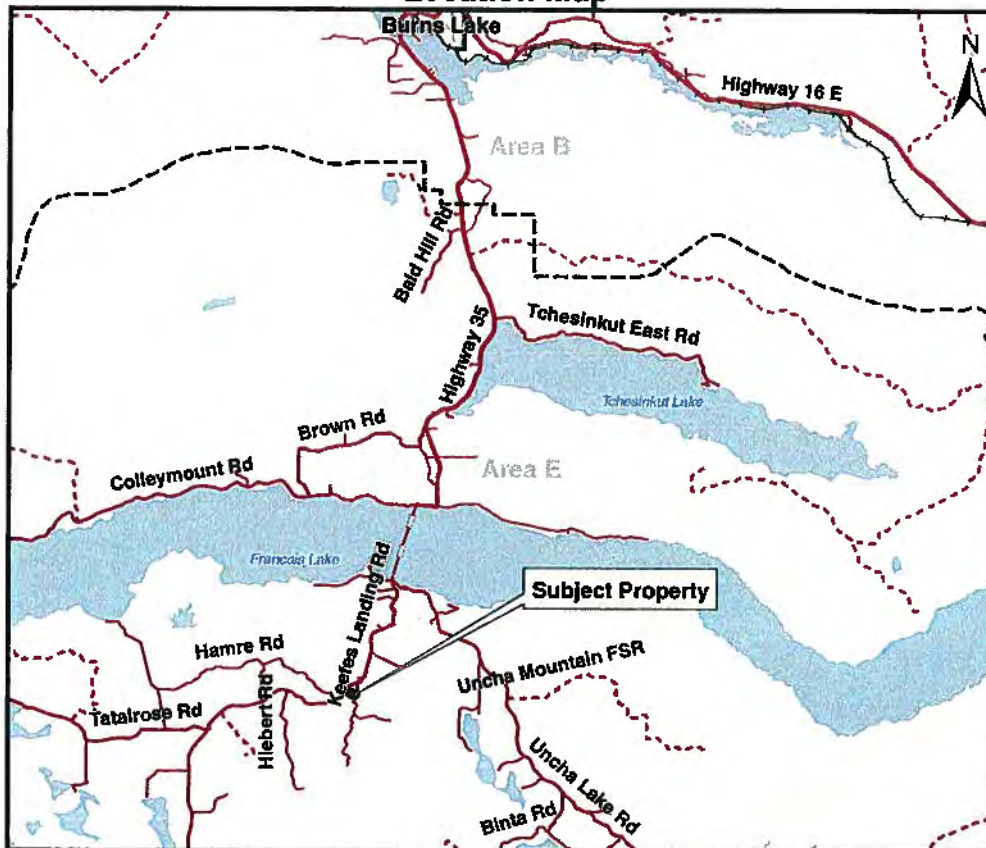 Burns Lake
N
Highway 16 E
Area B
Bald Hill Rd
Highway 35
Tchesinkut East Rd
Tchesinkut Lake
Brown Rd
Area E
Colleymount Rd
Francois Lake
Keefes Landing Rd
Subject Property
Hamre Rd
Uncha Mountain FSR
Hiebert Rd
Tatalrose Rd
Uncha Lake Rd
Binta Rd